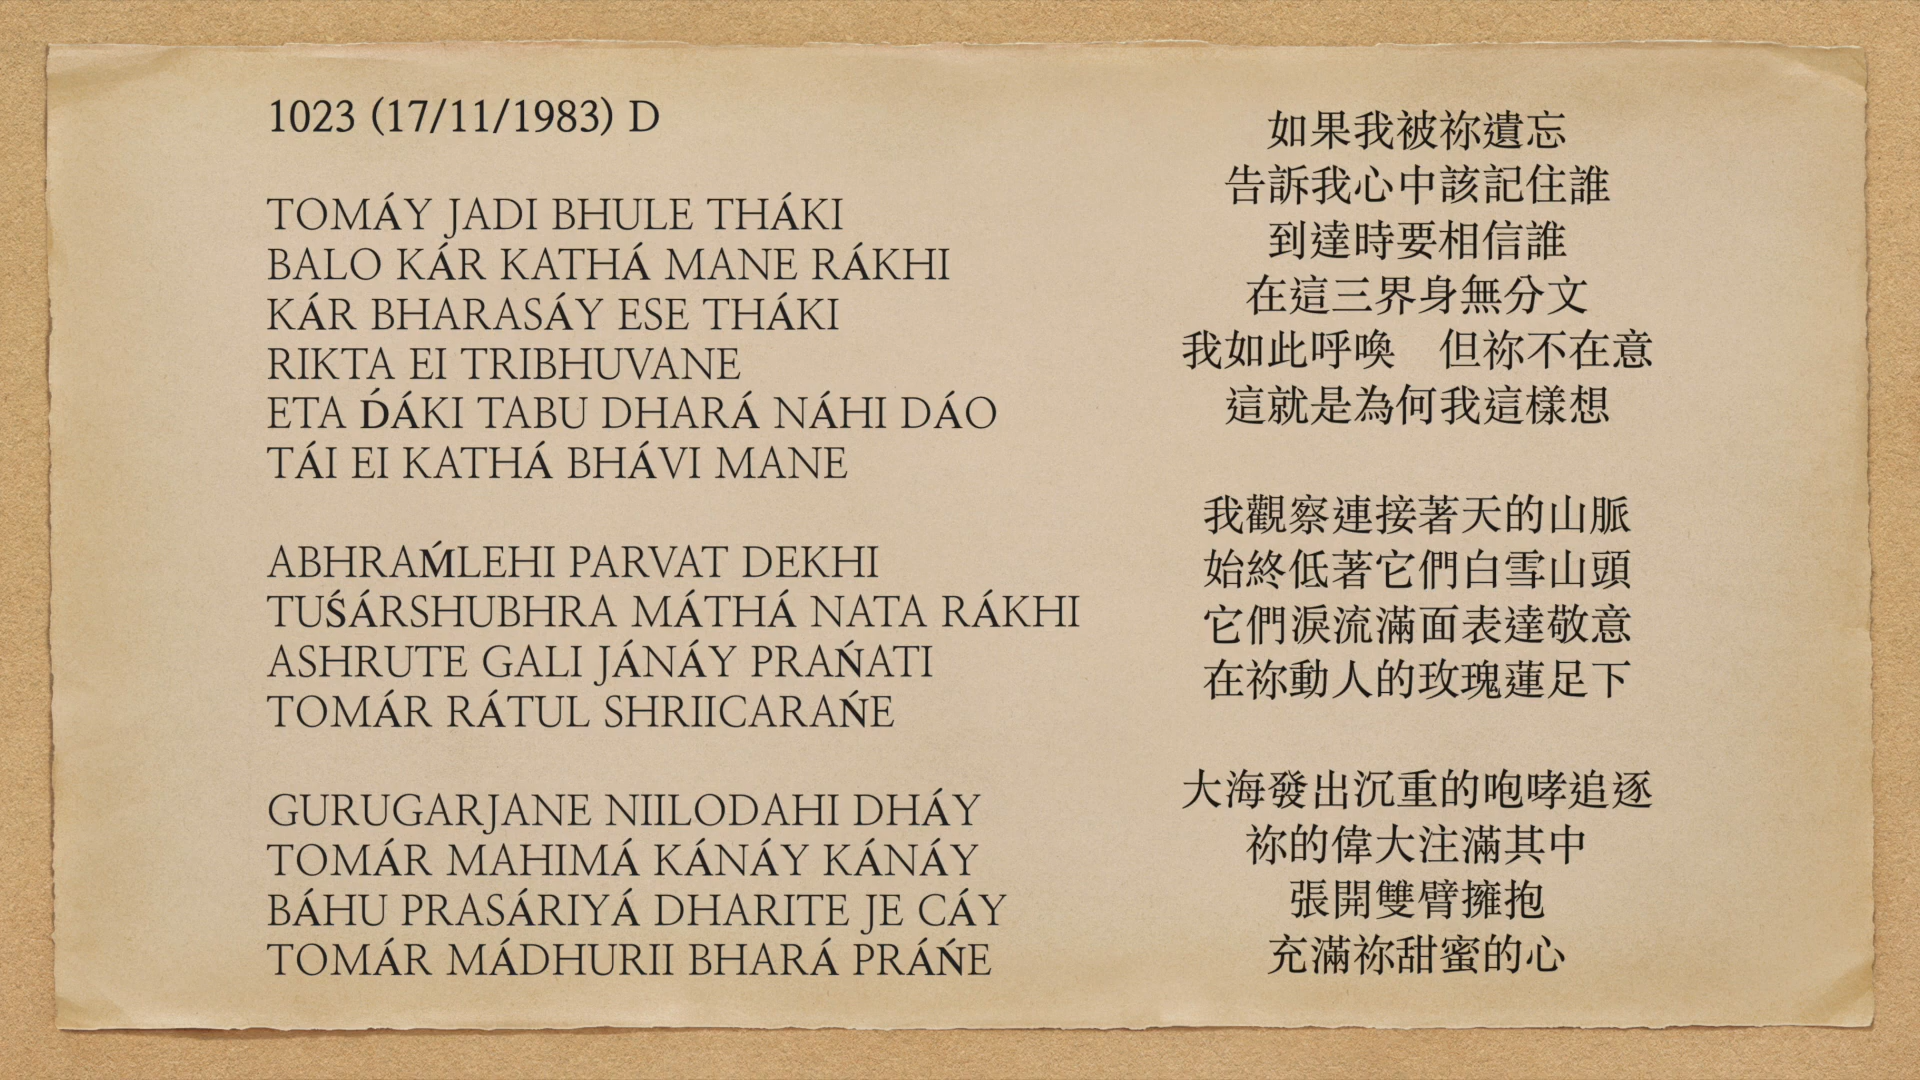 1023 (17/11/1983) D
TOMÁY JADI BHULE THÁKI
BALO KÁR KATHÁ MANE RÁKHI
KÁR BHARASÁY ESE THÁKI
RIKTA EI TRIBHUVANE
ETA D́ÁKI TABU DHARÁ NÁHI DÁO
TÁI EI KATHÁ BHÁVI MANE
ABHRAḾLEHI PARVAT DEKHI
TUŚÁRSHUBHRA MÁTHÁ NATA RÁKHI
ASHRUTE GALI JÁNÁY PRAŃATI
TOMÁR RÁTUL SHRIICARAŃE
GURUGARJANE NIILODAHI DHÁY
TOMÁR MAHIMÁ KÁNÁY KÁNÁY
BÁHU PRASÁRIYÁ DHARITE JE CÁY
TOMÁR MÁDHURII BHARÁ PRÁŃE
如果我被祢遺忘
告訴我心中該記住誰
到達時要相信誰
在這三界身無分文
我如此呼喚　但祢不在意
這就是為何我這樣想
我觀察連接著天的山脈
始終低著它們白雪山頭
它們淚流滿面表達敬意
在祢動人的玫瑰蓮足下
大海發出沉重的咆哮追逐
祢的偉大注滿其中
張開雙臂擁抱
充滿祢甜蜜的心